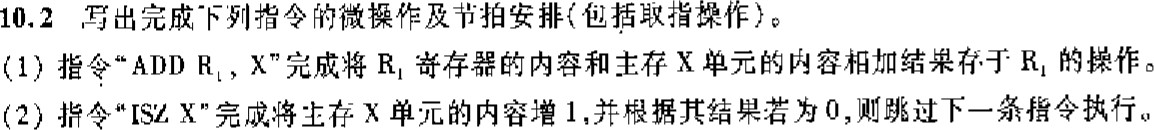 10.2 写出完成下列指令的微操作及节拍安排(包括取指操作)。
(1) 指令“ADD R₁, X”完成将 R₁ 寄存器的内容和主存 X 单元的内容相加结果存于 R₁ 的操作。
(2) 指令“ISZ X”完成将主存 X 单元的内容增 1,并根据其结果若为 0,则跳过下一条指令执行。